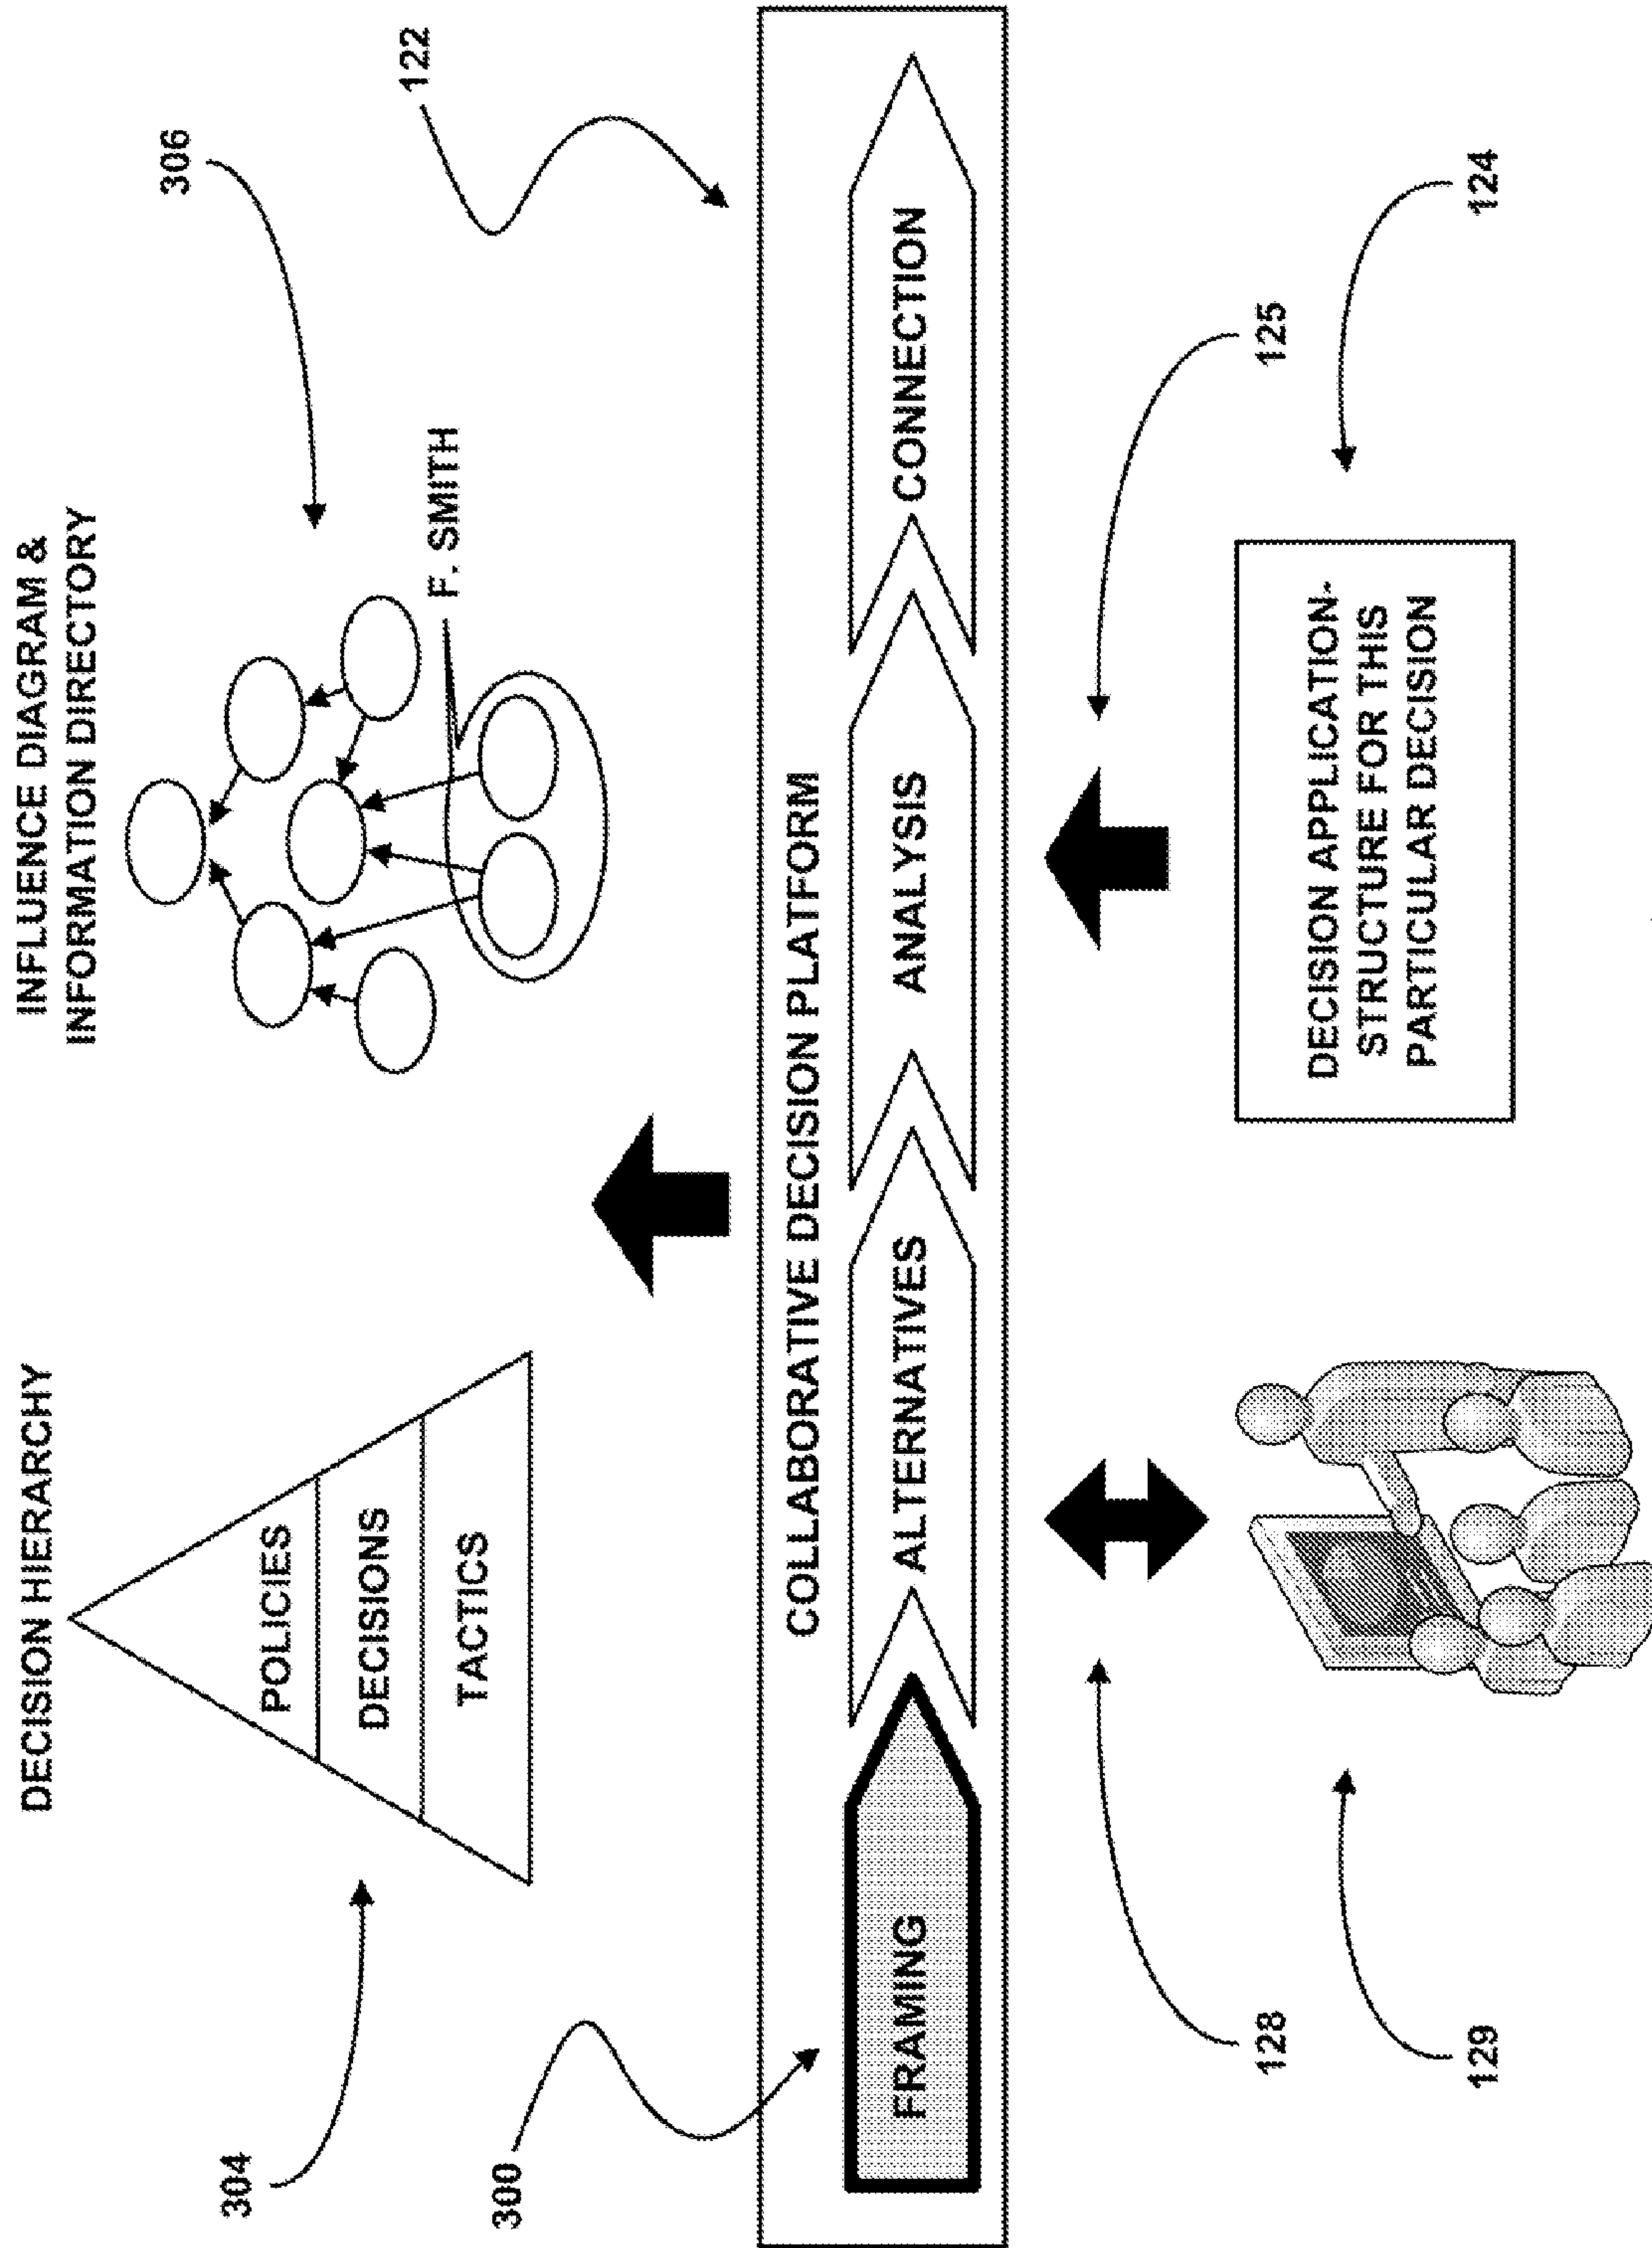 DECISION HIERARCHY
INFLUENCE DIAGRAM &
INFORMATION DIRECTORY
304
POLICIES
DECISIONS
TACTICS
306
F. SMITH
300
122
COLLABORATIVE DECISION PLATFORM
FRAMING
ALTERNATIVES
ANALYSIS
CONNECTION
128
125
129
DECISION APPLICATION-
STRUCTURE FOR THIS
PARTICULAR DECISION
124